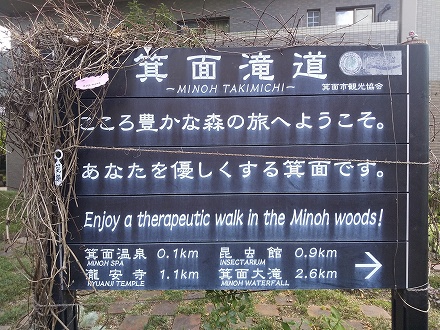 箕面滝道
－MINOH TAKIMICHI－
箕面市観光協会
こころ豊かな森の旅へようこそ。
あなたを優しくする箕面です。
Enjoy a therapeutic walk in the Minoh woods!
箕面温泉 0.1km 昆虫館 0.9km
MINOH SPA INSECTARIUM
瀧安寺 1.1km 箕面大滝 2.6km
RYUANJI TEMPLE MINOH WATERFALL